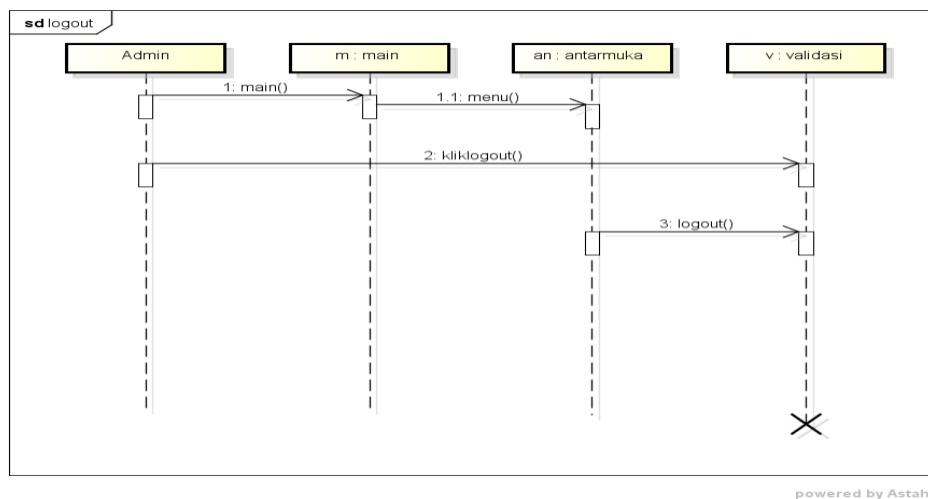 sd logout
Admin
m : main
an : antarmuka
v : validasi
1: main()
1.1: menu()
2: kliklogout()
3: logout()
powered by Astah